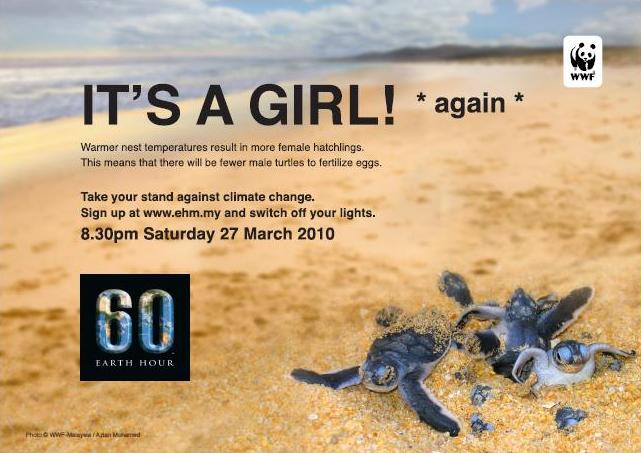 WWF
IT'S A GIRL! * again *
Warmer nest temperatures result in more female hatchlings.
This means that there will be fewer male turtles to fertilize eggs.
Take your stand against climate change.
Sign up at www.ehm.my and switch off your lights.
8.30pm Saturday 27 March 2010
60
EARTH HOUR
Photo © WWF-Malaysia / Azlan Mohamed